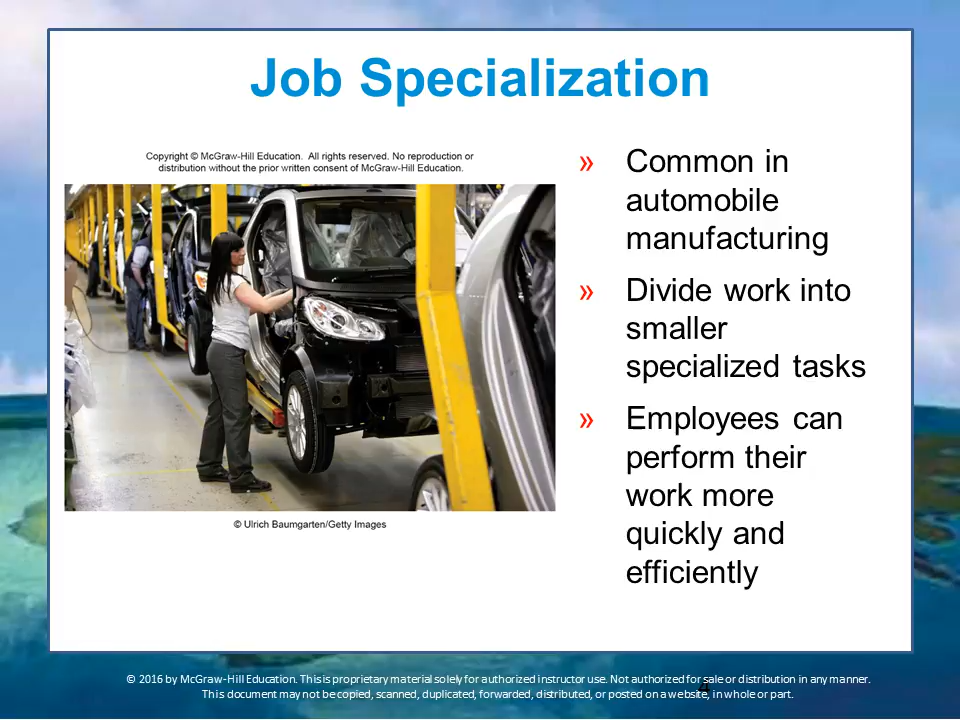 Job Specialization
Copyright © McGraw-Hill Education. All rights reserved. No reproduction or
distribution without the prior written consent of McGraw-Hill Education.
© Ulrich Baumgarten/Getty Images
» Common in
automobile
manufacturing
» Divide work into
smaller
specialized tasks
» Employees can
perform their
work more
quickly and
efficiently
© 2016 by McGraw-Hill Education. This is proprietary material solely for authorized instructor use. Not authorized for sale or distribution in any manner.
This document may not be copied, scanned, duplicated, forwarded, distributed, or posted on a website, in whole or part.
4